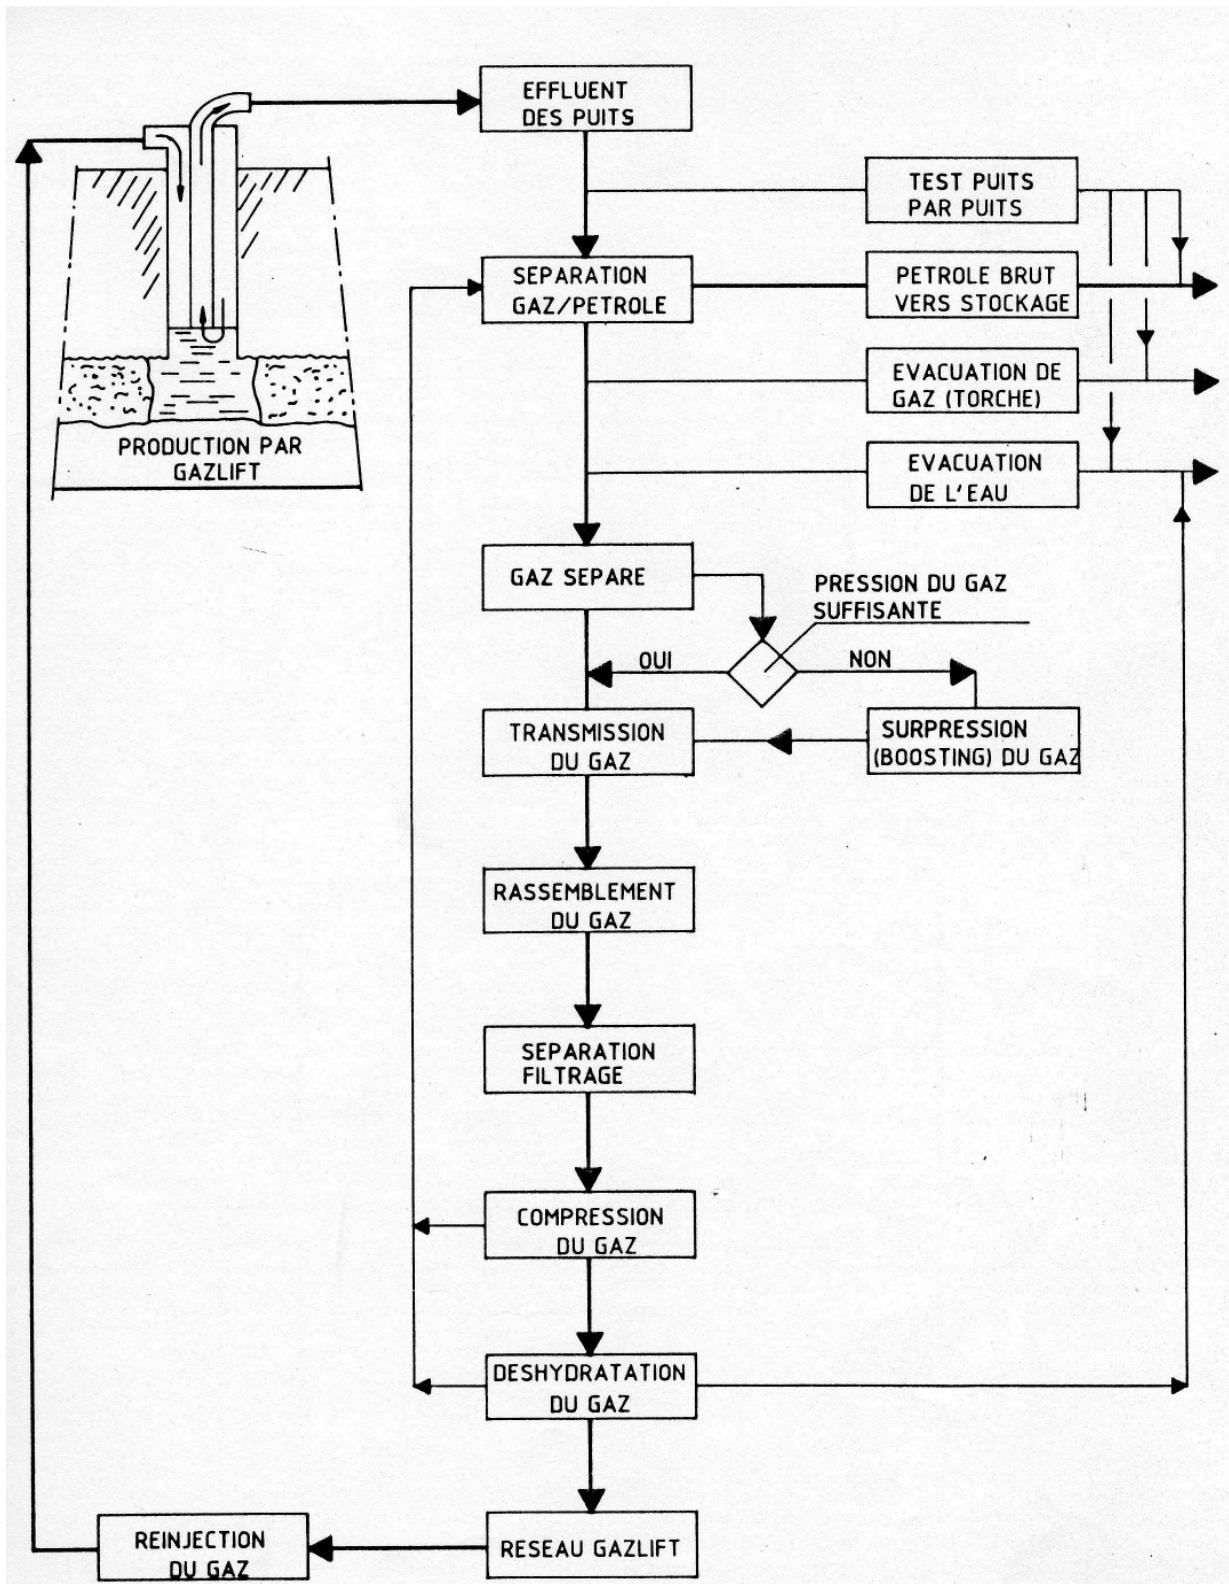 EFFLUENT
DES PUITS
TEST PUITS
PAR PUITS
SEPARATION
GAZ/PETROLE
PETROLE BRUT
VERS STOCKAGE
EVACUATION DE
GAZ (TORCHE)
PRODUCTION PAR
GAZLIFT
EVACUATION
DE L'EAU
GAZ SEPARE
PRESSION DU GAZ
SUFFISANTE
OUI
NON
TRANSMISSION
DU GAZ
SURPRESSION
(BOOSTING) DU GAZ
RASSEMBLEMENT
DU GAZ
SEPARATION
FILTRAGE
COMPRESSION
DU GAZ
DESHYDRATATION
DU GAZ
RESEAU GAZLIFT
REINJECTION
DU GAZ